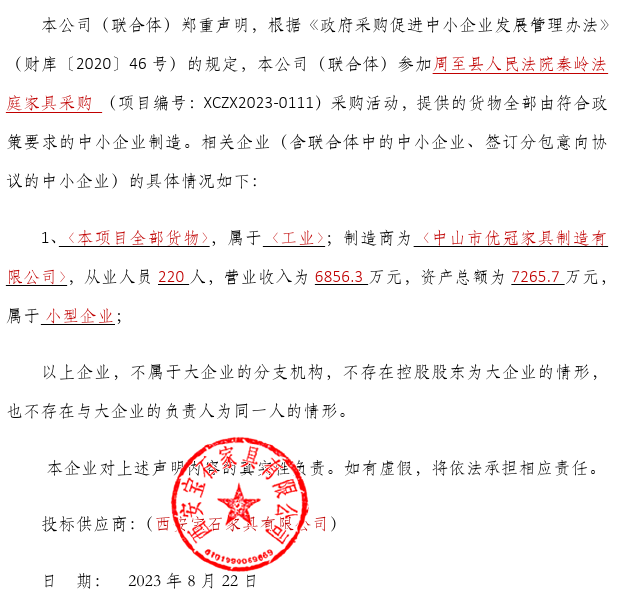 本公司（联合体）郑重声明，根据《政府采购促进中小企业发展管理办法》
（财库〔2020〕46 号）的规定，本公司（联合体）参加周至县人民法院秦岭法
庭家具采购 （项目编号：XCZX2023-0111）采购活动，提供的货物全部由符合政
策要求的中小企业制造。相关企业（含联合体中的中小企业、签订分包意向协
议的中小企业）的具体情况如下：
1、〈本项目全部货物〉，属于〈工业〉；制造商为〈中山市优冠家具制造有
限公司〉，从业人员 220 人，营业收入为 6856.3 万元，资产总额为 7265.7 万元，
属于 小型企业；
以上企业，不属于大企业的分支机构，不存在控股股东为大企业的情形，
也不存在与大企业的负责人为同一人的情形。
本企业对上述声明内容的真实性负责。如有虚假，将依法承担相应责任。
投标供应商：（西安宝石家具有限公司）
西安宝石家具有限公司
6101990069669
日 期： 2023 年 8 月 22 日